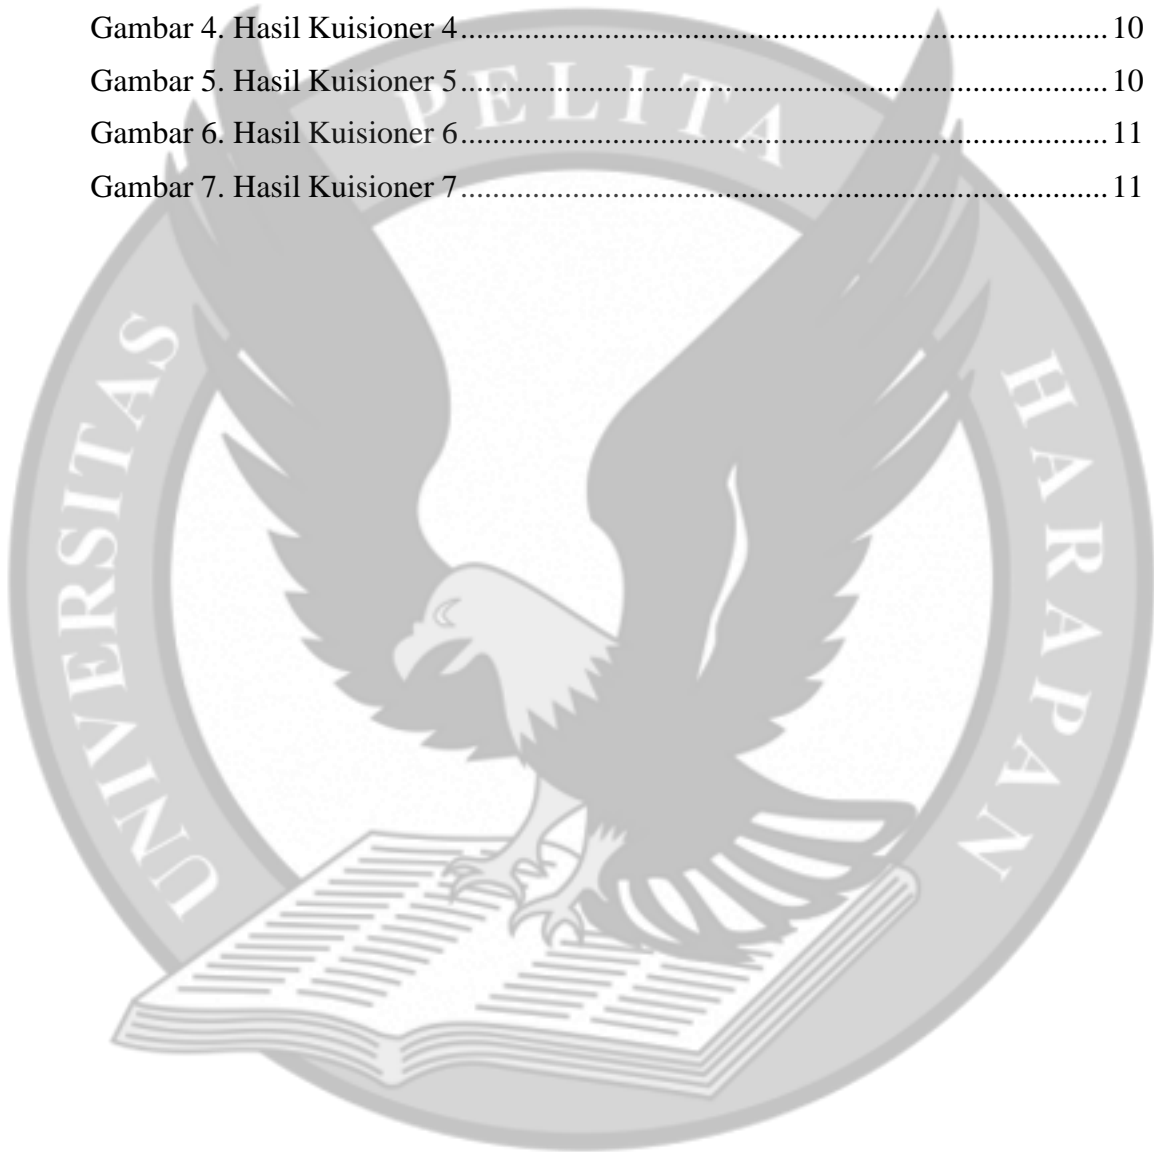 Gambar 4. Hasil Kuisioner 4................................................................................ 10
Gambar 5. Hasil Kuisioner 5................................................................................ 10
Gambar 6. Hasil Kuisioner 6................................................................................ 11
Gambar 7. Hasil Kuisioner 7................................................................................ 11
UNIVERSITAS PELITA HARAPAN